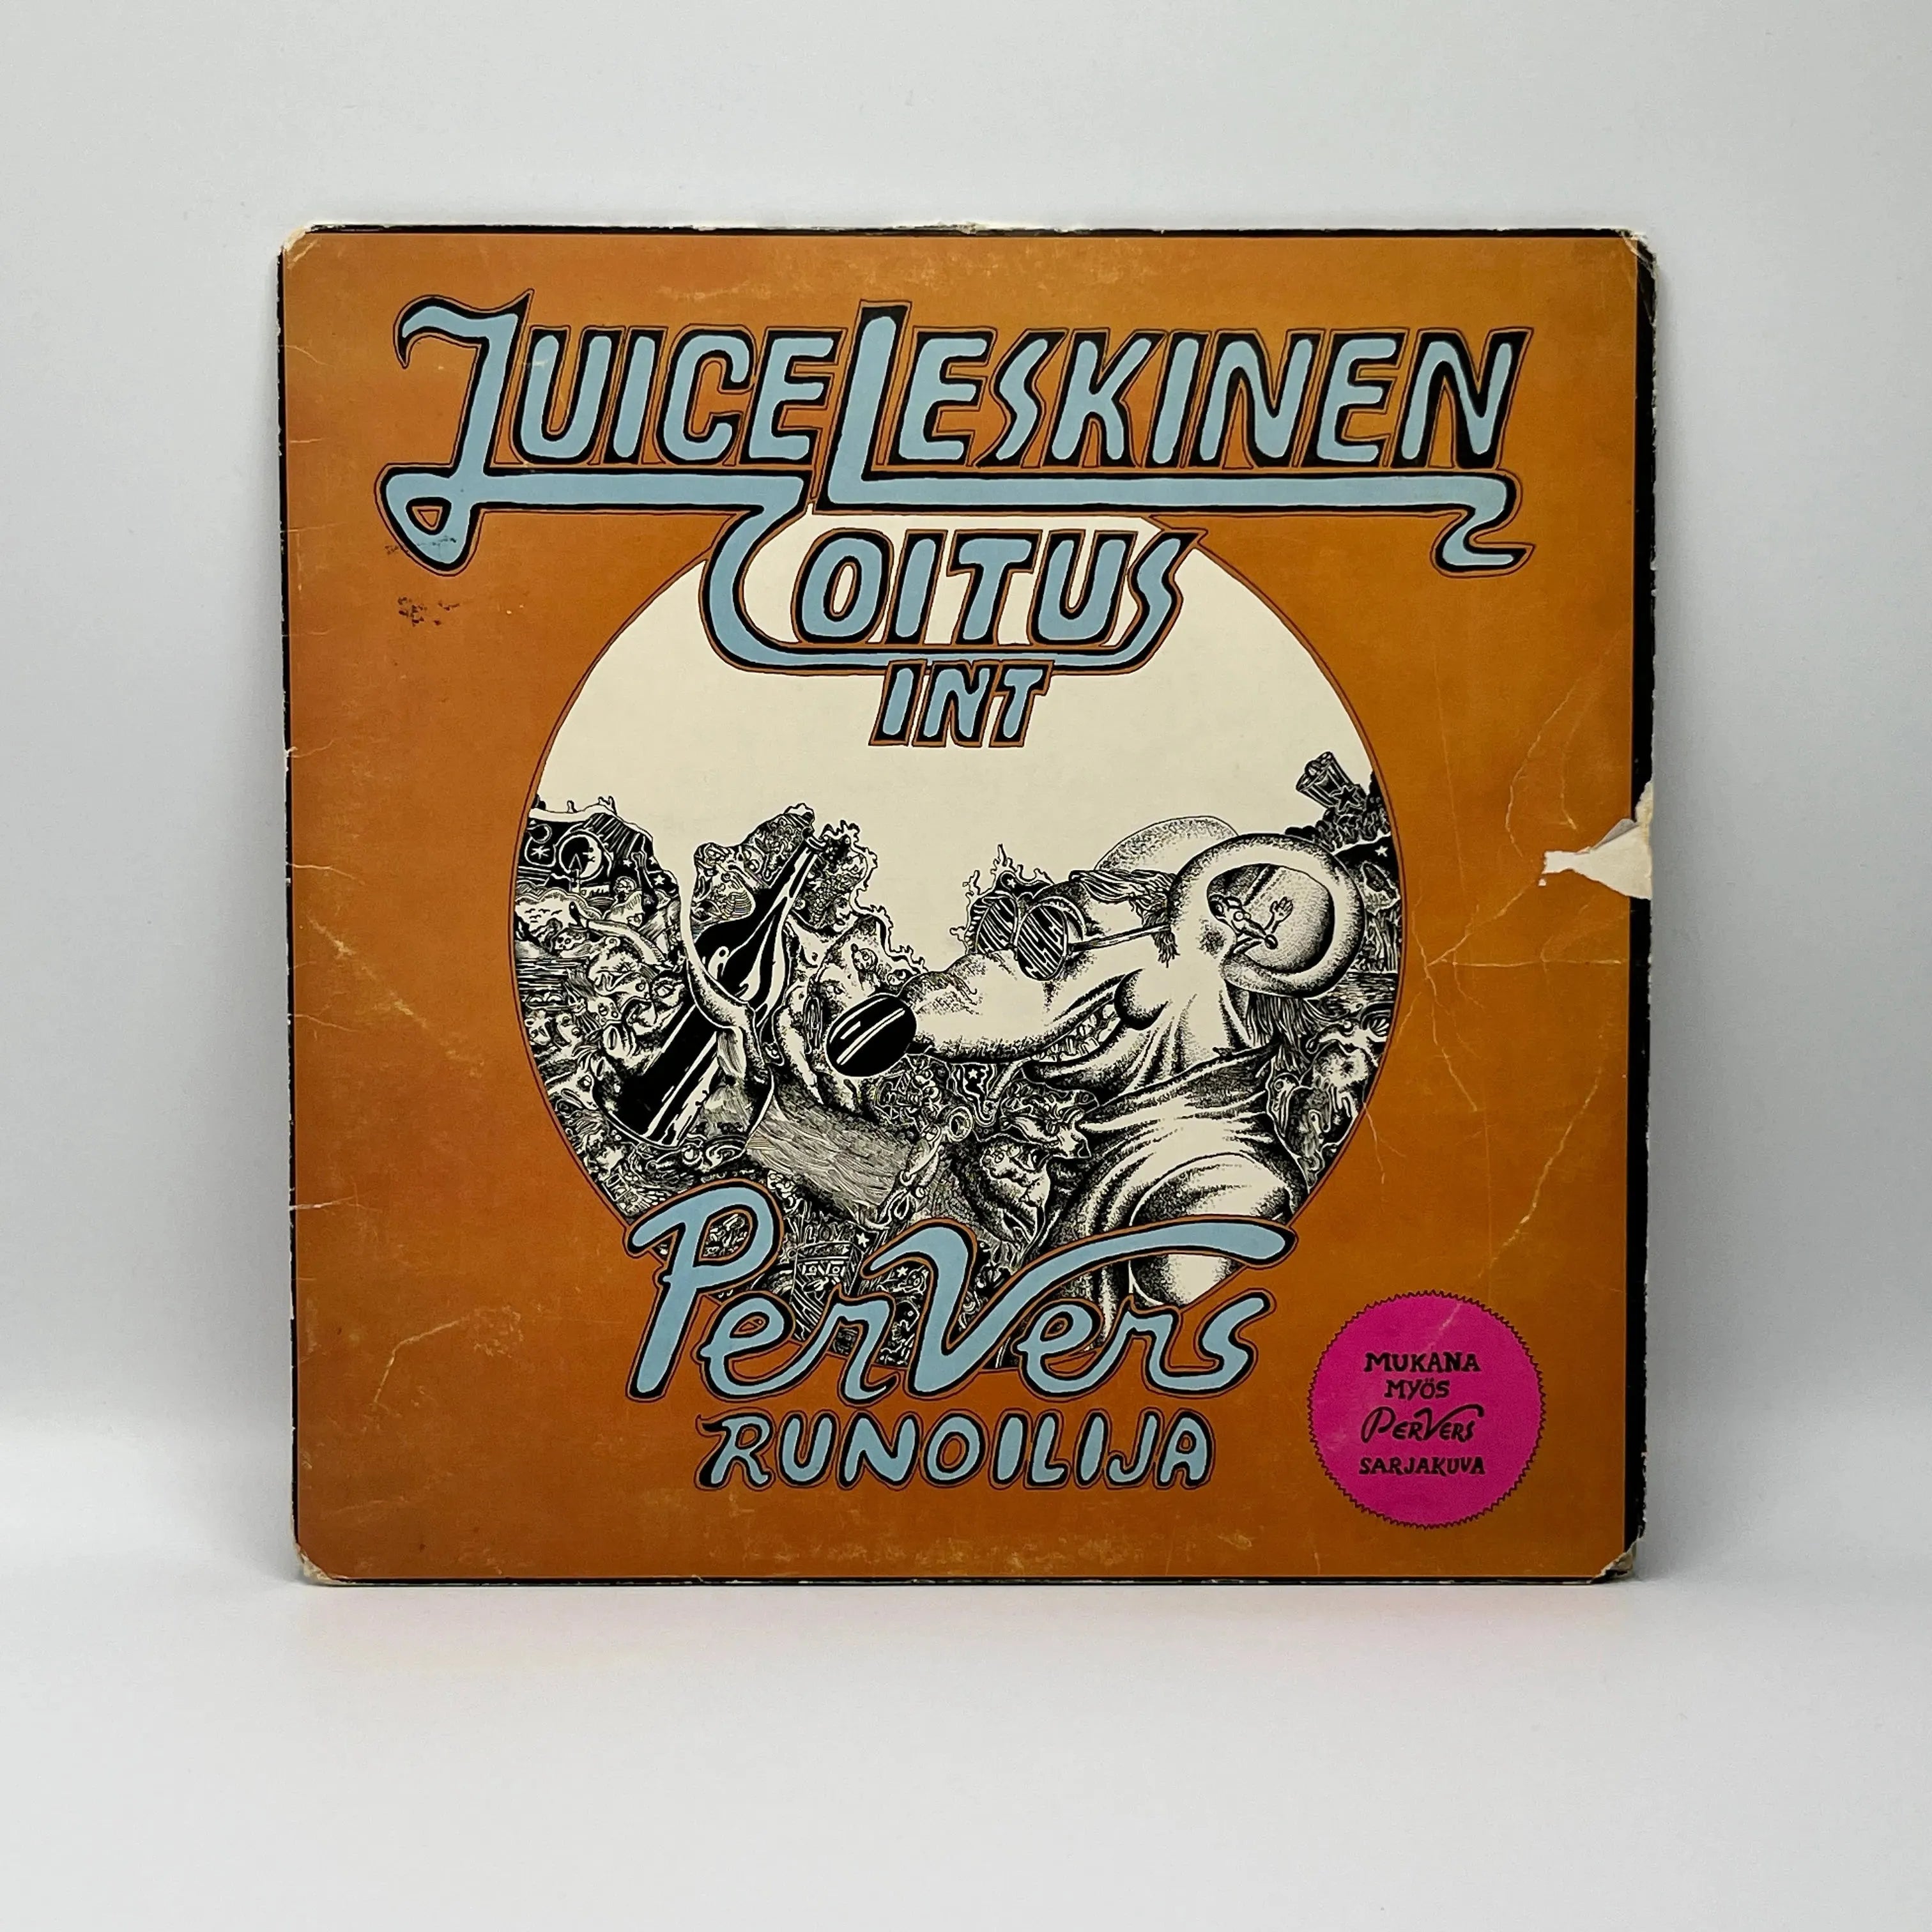 JUICE LESKINEN
COITUS
INT
PerVers
RUNOILIJA
MUKANA
MYÖS
PERVERS
SARJAKUVA